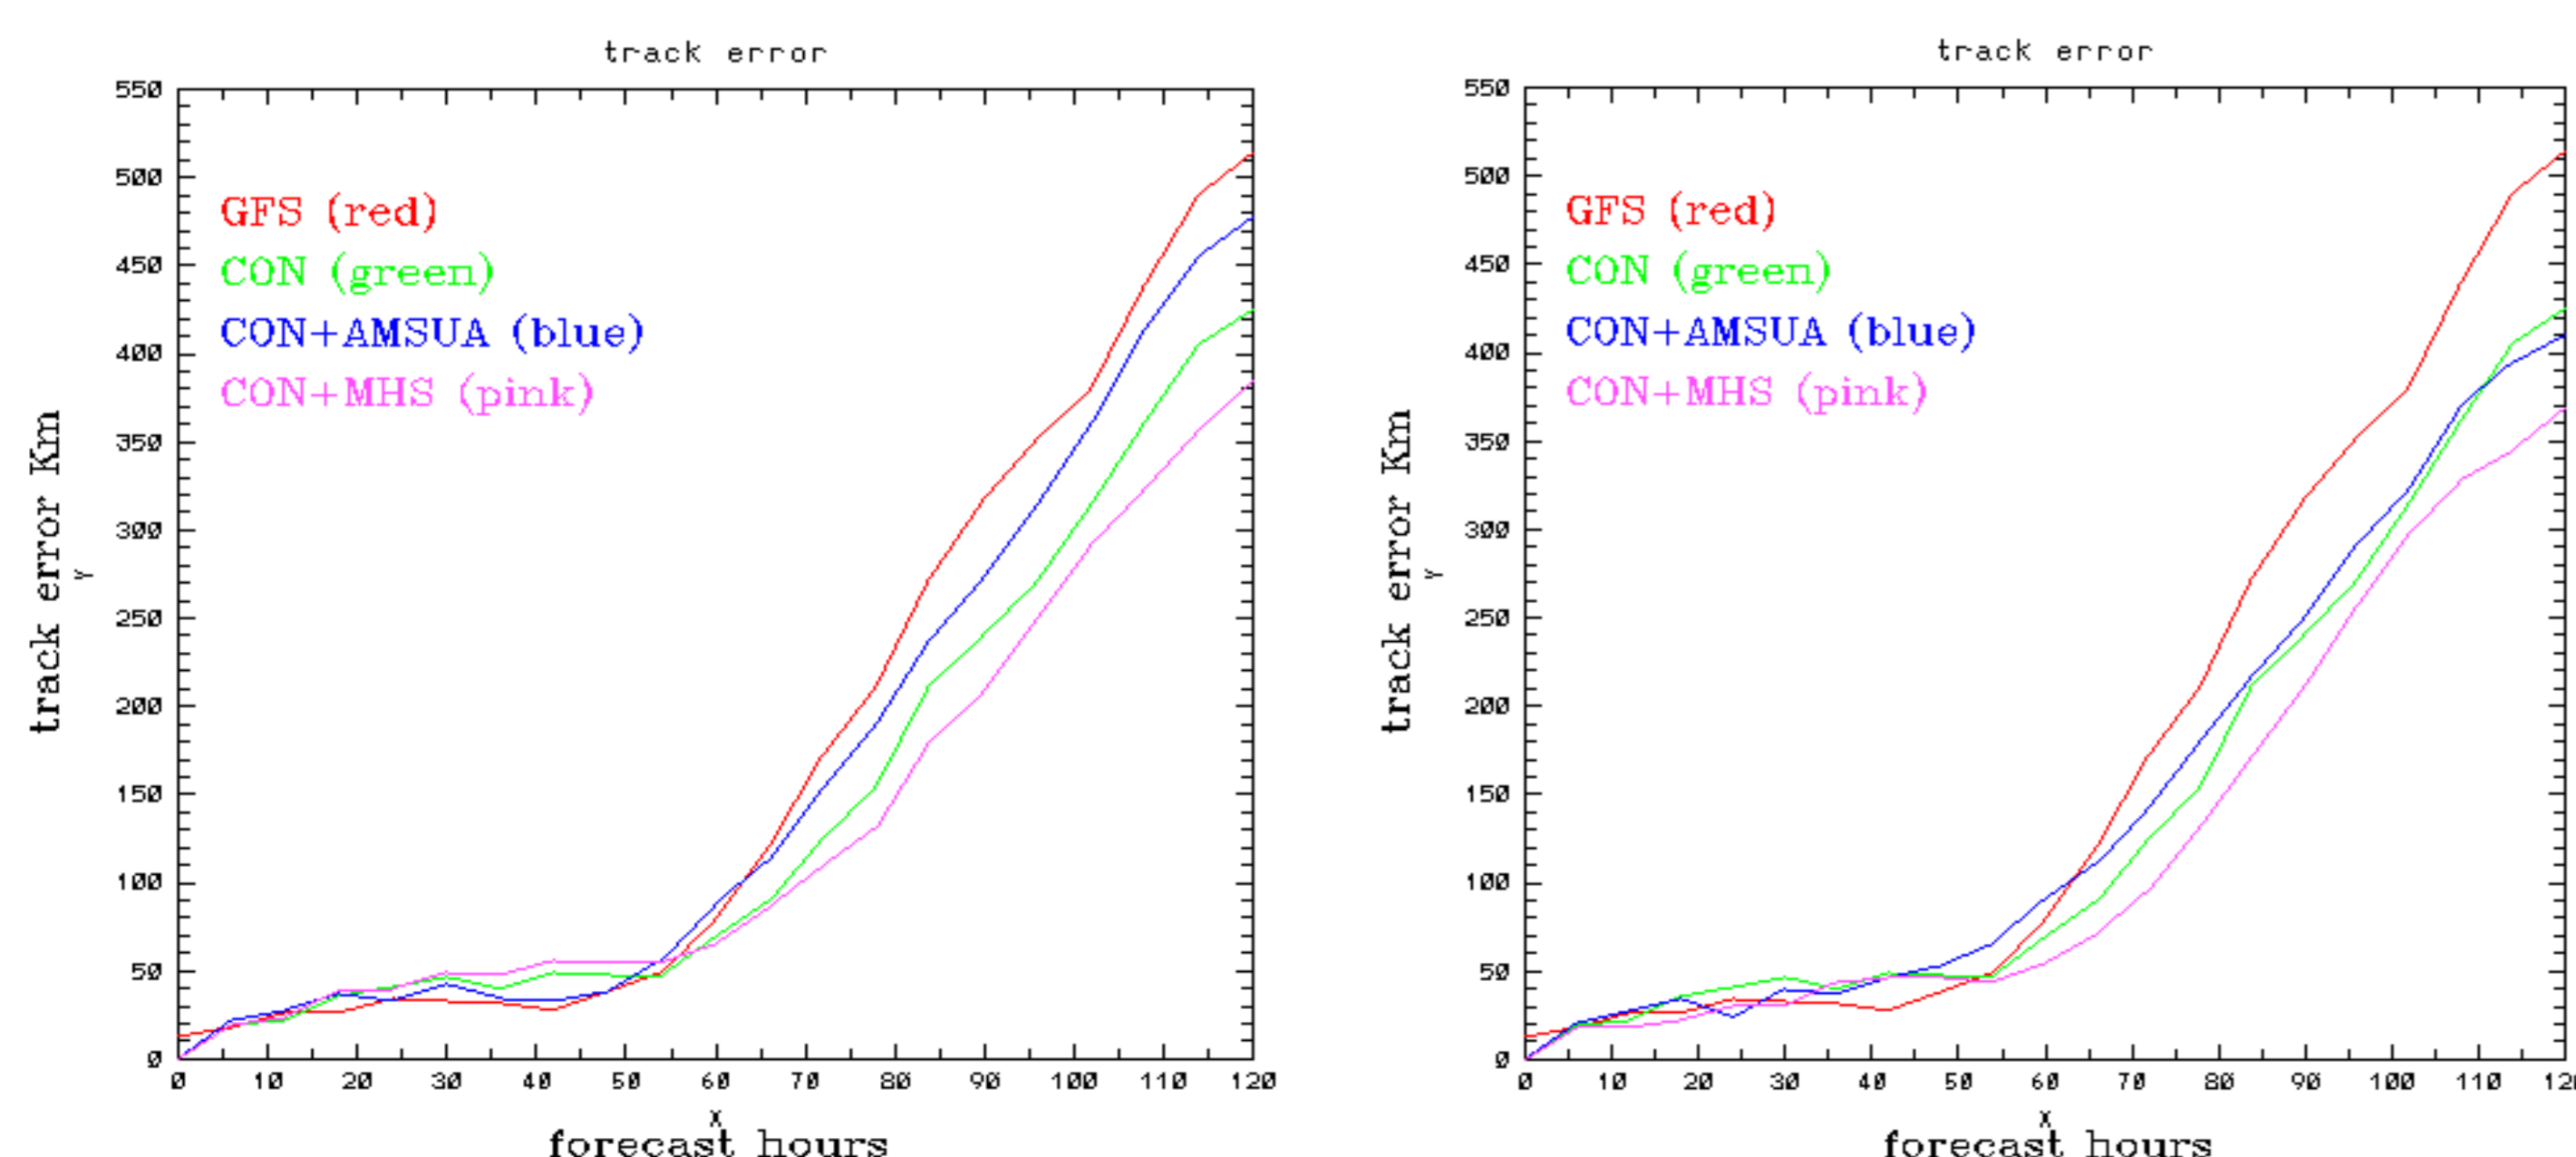 track error
550
500
450
400
350
300
250
200
150
100
50
0
GFS (red)
CON (green)
CON+AMSUA (blue)
CON+MHS (pink)
track error Km
Y
0 10 20 30 40 50 60 70 80 90 100 110 120
X
forecast hours
track error
550
500
450
400
350
300
250
200
150
100
50
0
GFS (red)
CON (green)
CON+AMSUA (blue)
CON+MHS (pink)
track error Km
Y
0 10 20 30 40 50 60 70 80 90 100 110 120
X
forecast hours